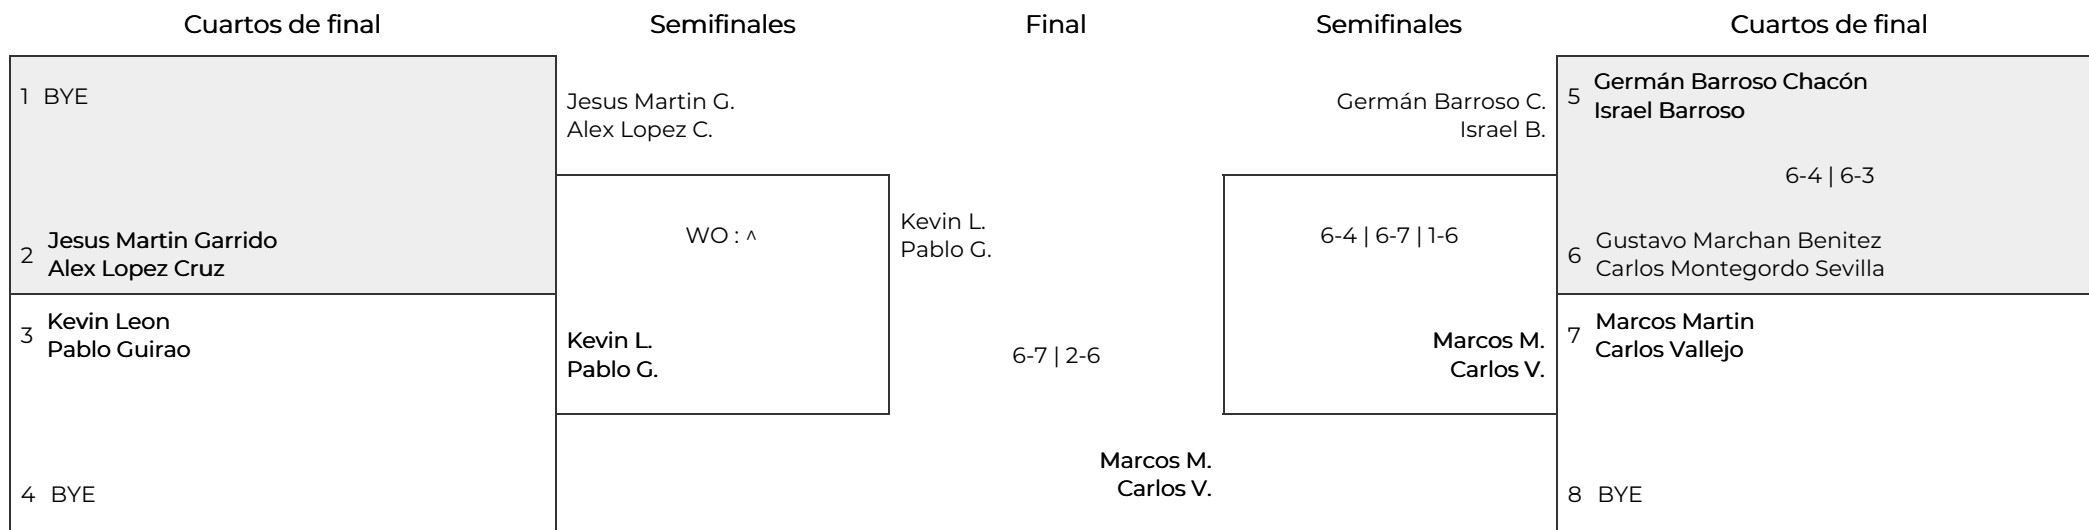 Cuartos de final
Semifinales
Final
Semifinales
Cuartos de final
1 BYE
2 Jesus Martin Garrido
Alex Lopez Cruz
3 Kevin Leon
Pablo Guirao
4 BYE
Jesus Martin G.
Alex Lopez C.
WO : ^
Kevin L.
Pablo G.
Kevin L.
Pablo G.
6-7 | 2-6
Marcos M.
Carlos V.
Germán Barroso C.
Israel B.
6-4 | 6-7 | 1-6
Marcos M.
Carlos V.
5 Germán Barroso Chacón
Israel Barroso
6-4 | 6-3
6 Gustavo Marchan Benitez
Carlos Montegordo Sevilla
7 Marcos Martin
Carlos Vallejo
8 BYE